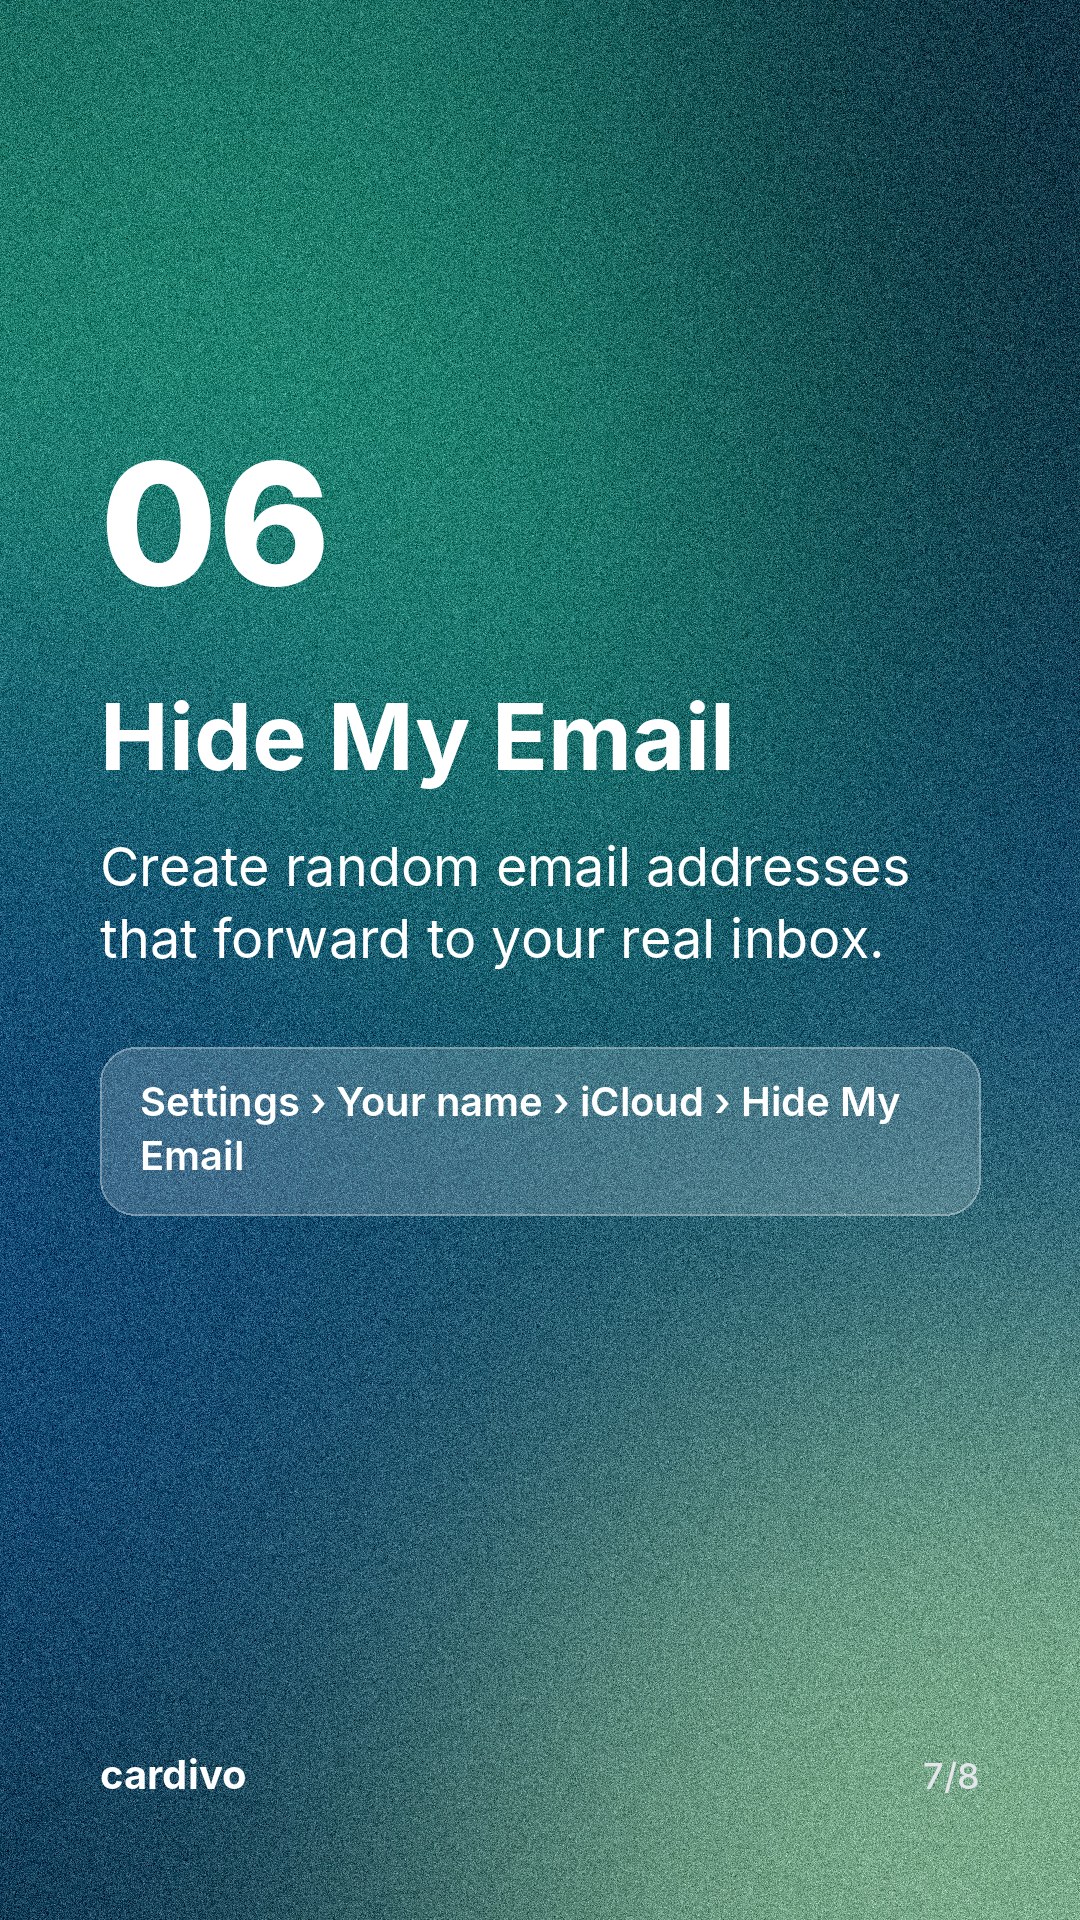 06
Hide My Email
Create random email addresses
that forward to your real inbox.
Settings › Your name › iCloud › Hide My
Email
cardivo
7/8